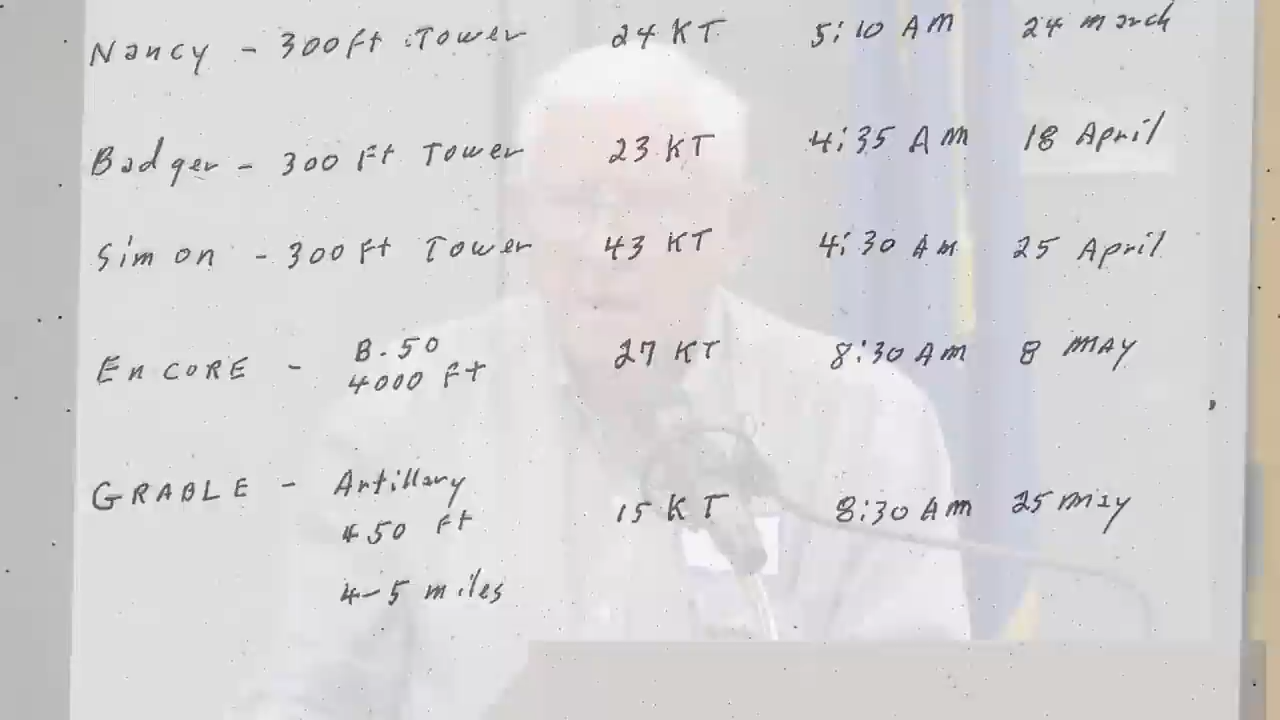 Nancy - 300 ft Tower 24 KT 5:10 AM 24 march
Badger - 300 Ft Tower 23 KT 4:35 AM 18 April
Simon - 300 Ft Tower 43 KT 4:30 Am 25 April
EnCORE - B.50 4000 Ft 27 KT 8:30 Am 8 may
GRABLE - Artillary 15 KT 8:30 Am 25 may
450 ft
4-5 miles